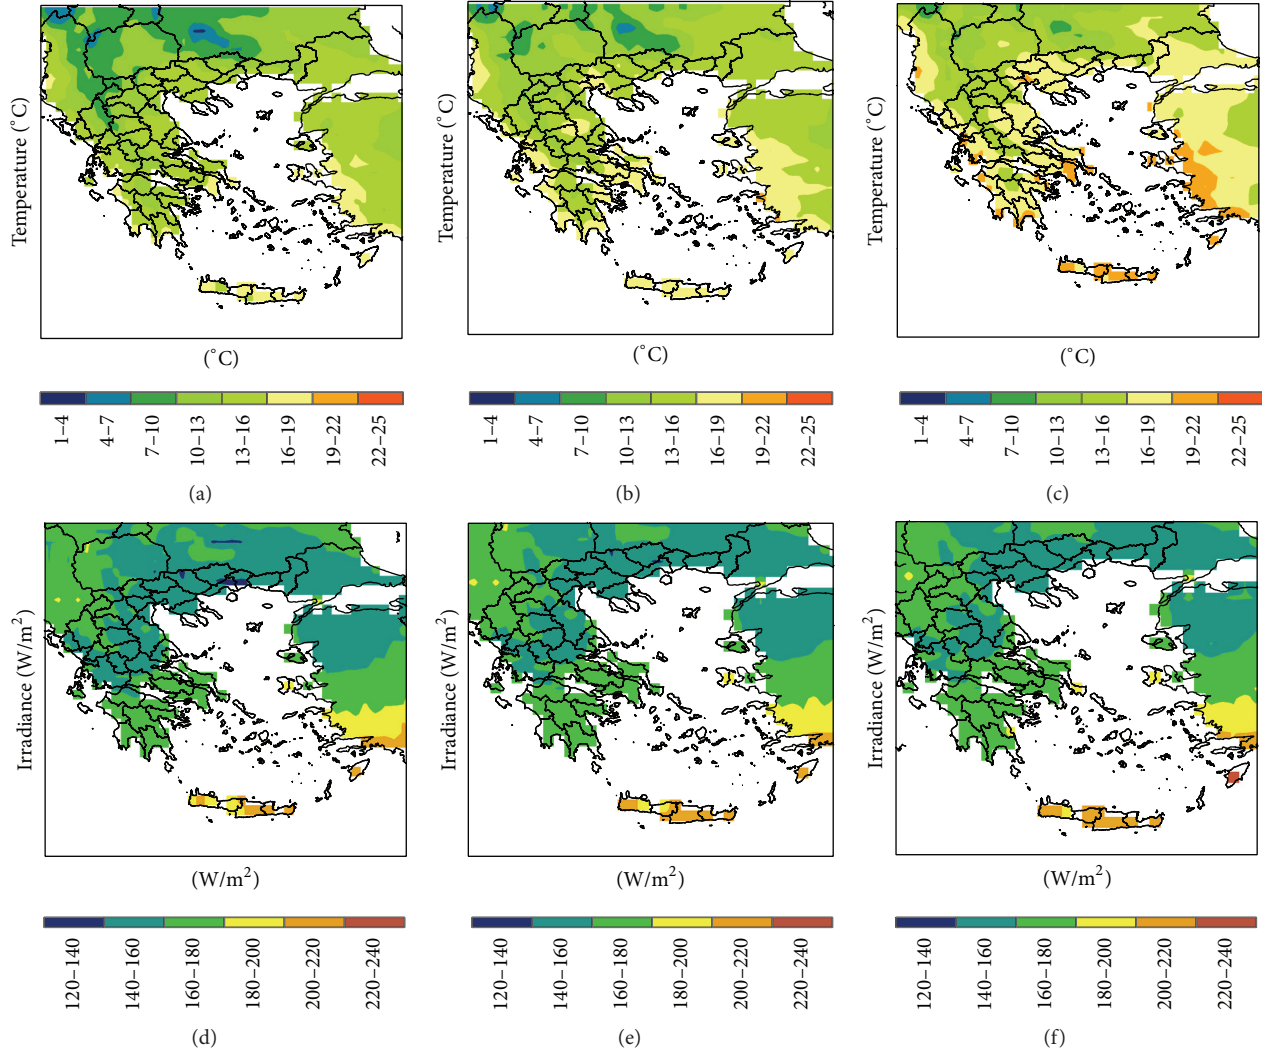 Temperature (°C)
(°C)
1–4
4–7
7–10
10–13
13–16
16–19
19–22
22–25
(a)
Temperature (°C)
(°C)
1–4
4–7
7–10
10–13
13–16
16–19
19–22
22–25
(b)
Temperature (°C)
(°C)
1–4
4–7
7–10
10–13
13–16
16–19
19–22
22–25
(c)
Irradiance (W/m²)
(W/m²)
120–140
140–160
160–180
180–200
200–220
220–240
(d)
Irradiance (W/m²)
(W/m²)
120–140
140–160
160–180
180–200
200–220
220–240
(e)
Irradiance (W/m²)
(W/m²)
120–140
140–160
160–180
180–200
200–220
220–240
(f)